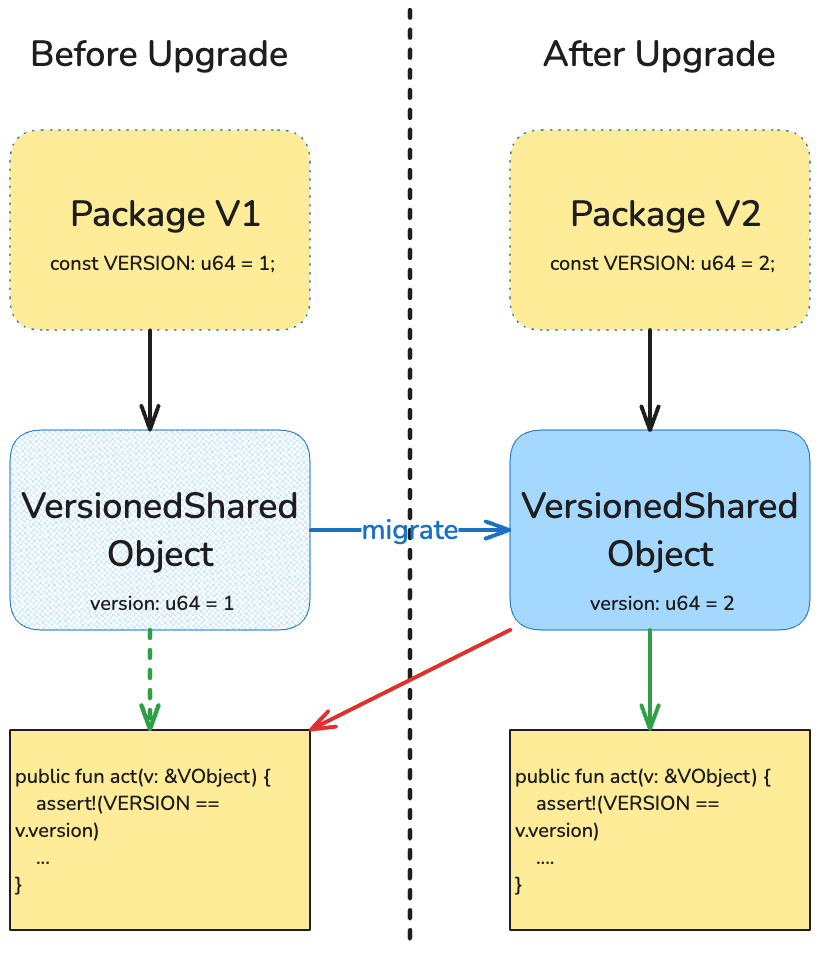 Before Upgrade
After Upgrade
Package V1
const VERSION: u64 = 1;
Package V2
const VERSION: u64 = 2;
VersionedShared
Object
version: u64 = 1
migrate
VersionedShared
Object
version: u64 = 2
public fun act(v: &VObject) {
    assert!(VERSION ==
v.version)
    ...
}
public fun act(v: &VObject) {
    assert!(VERSION ==
v.version)
    ....
}